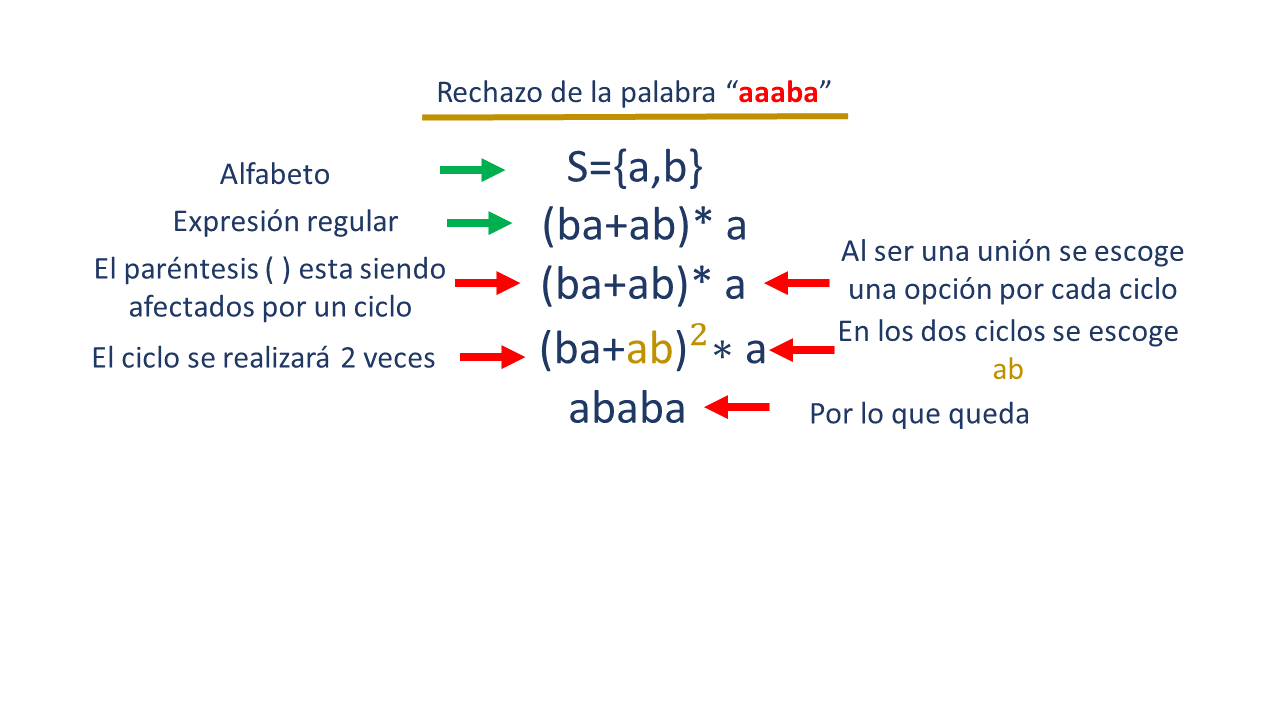 Rechazo de la palabra “aaaba”
Alfabeto
S={a,b}
Expresión regular
(ba+ab)* a
El paréntesis ( ) esta siendo
afectados por un ciclo
(ba+ab)* a
Al ser una unión se escoge
una opción por cada ciclo
El ciclo se realizará 2 veces
(ba+ab)²∗ a
En los dos ciclos se escoge
ab
ababa
Por lo que queda